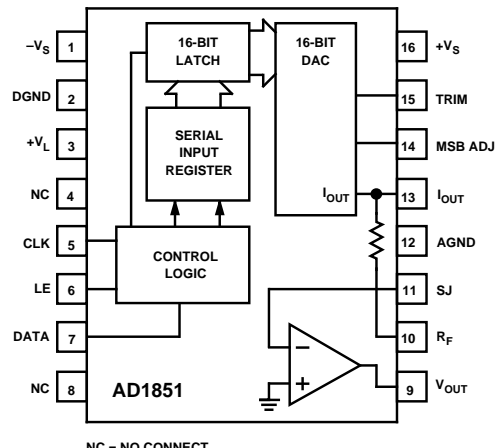 −VS 1
DGND 2
+VL 3
NC 4
CLK 5
LE 6
DATA 7
NC 8
16-BIT
LATCH
SERIAL
INPUT
REGISTER
CONTROL
LOGIC
16-BIT
DAC
IOUT
AD1851
16 +VS
15 TRIM
14 MSB ADJ
13 IOUT
12 AGND
11 SJ
10 RF
9 VOUT
−
+
NC = NO CONNECT